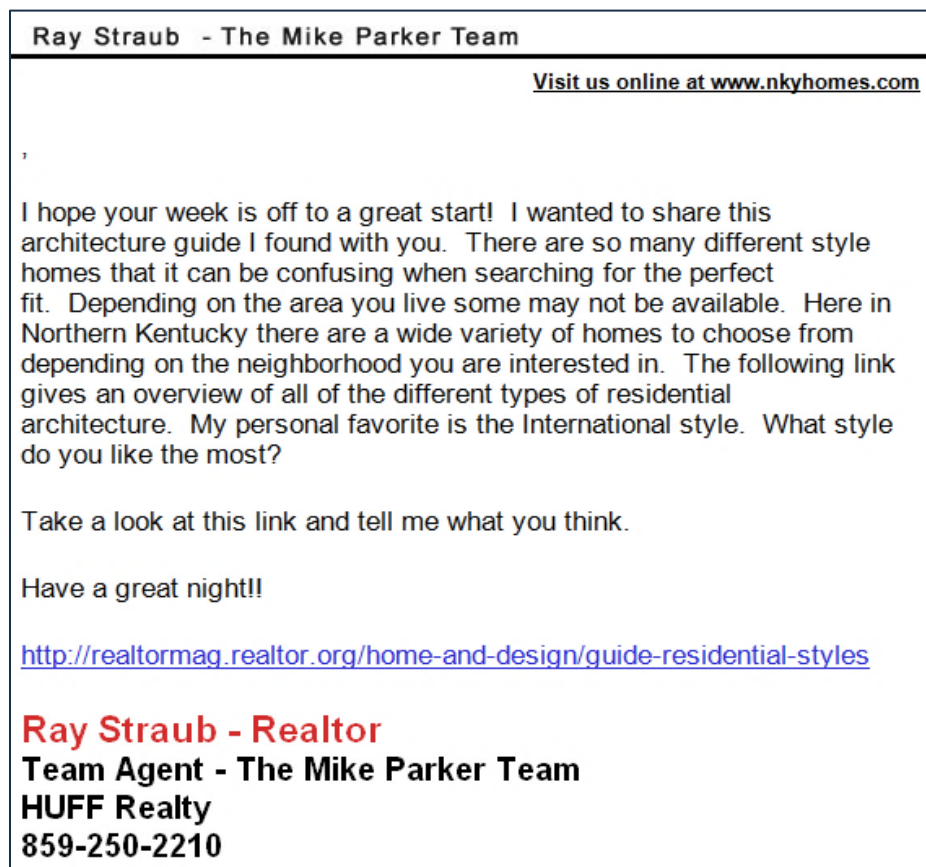 Ray Straub - The Mike Parker Team
Visit us online at www.nkyhomes.com
,
I hope your week is off to a great start! I wanted to share this
architecture guide I found with you. There are so many different style
homes that it can be confusing when searching for the perfect
fit. Depending on the area you live some may not be available. Here in
Northern Kentucky there are a wide variety of homes to choose from
depending on the neighborhood you are interested in. The following link
gives an overview of all of the different types of residential
architecture. My personal favorite is the International style. What style
do you like the most?
Take a look at this link and tell me what you think.
Have a great night!!
http://realtormag.realtor.org/home-and-design/guide-residential-styles
Ray Straub - Realtor
Team Agent - The Mike Parker Team
HUFF Realty
859-250-2210